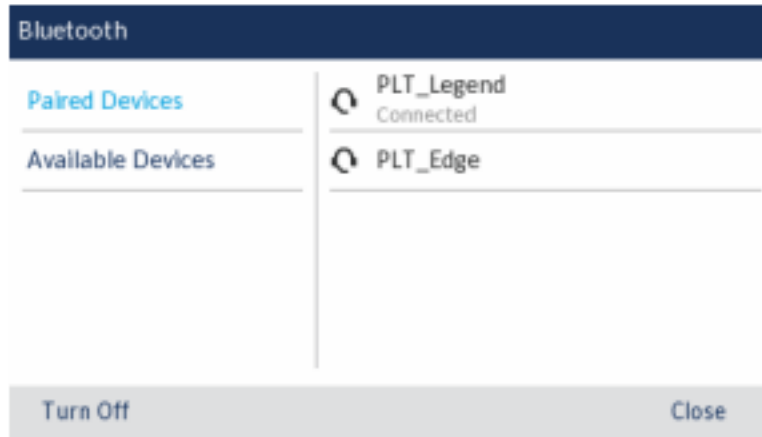 Bluetooth
Paired Devices
Available Devices
PLT_Legend
Connected
PLT_Edge
Turn Off
Close